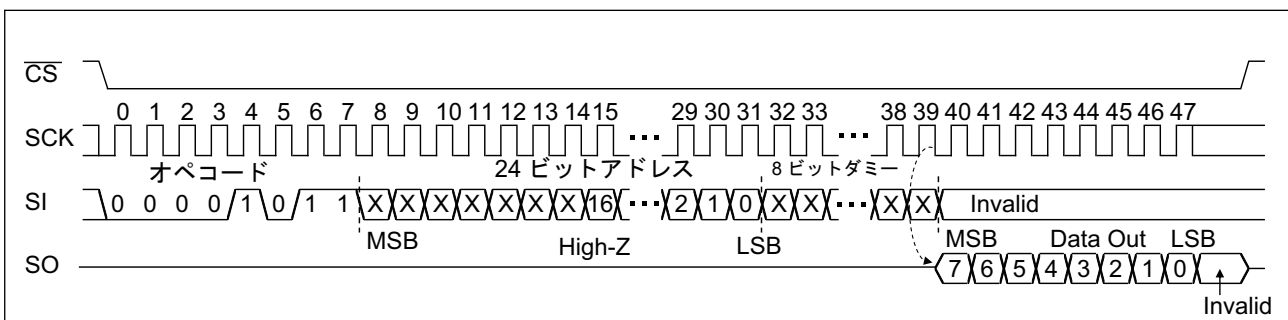 CS
0 1 2 3 4 5 6 7 8 9 10 11 12 13 14 15 29 30 31 32 33 38 39 40 41 42 43 44 45 46 47
SCK
オペコード 24 ビットアドレス 8 ビットダミー
SI 0 0 0 0 1 0 1 1 X X X X X X X 16 2 1 0 X X X X Invalid
MSB High-Z LSB MSB Data Out LSB
SO 7 6 5 4 3 2 1 0
Invalid